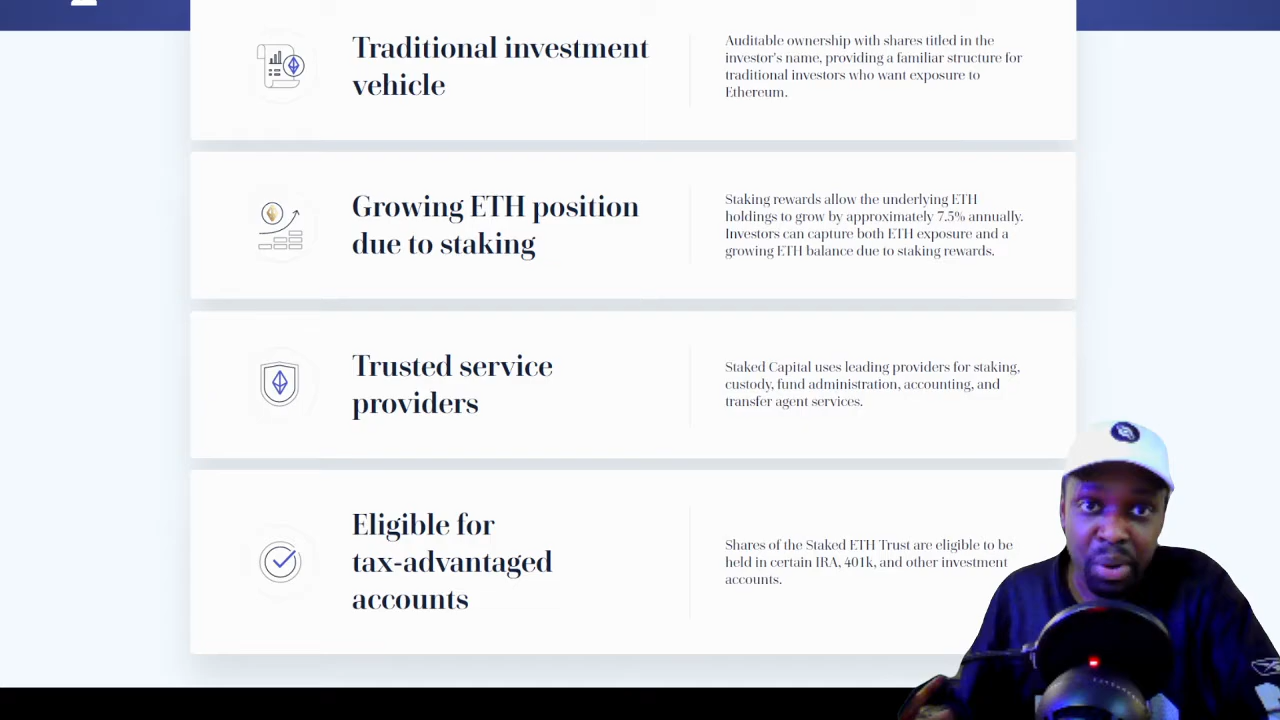 Traditional investment
vehicle
Auditable ownership with shares titled in the
investor's name, providing a familiar structure for
traditional investors who want exposure to
Ethereum.
Growing ETH position
due to staking
Staking rewards allow the underlying ETH
holdings to grow by approximately 7.5% annually.
Investors can capture both ETH exposure and a
growing ETH balance due to staking rewards.
Trusted service
providers
Staked Capital uses leading providers for staking,
custody, fund administration, accounting, and
transfer agent services.
Eligible for
tax-advantaged
accounts
Shares of the Staked ETH Trust are eligible to be
held in certain IRA, 401k, and other investment
accounts.